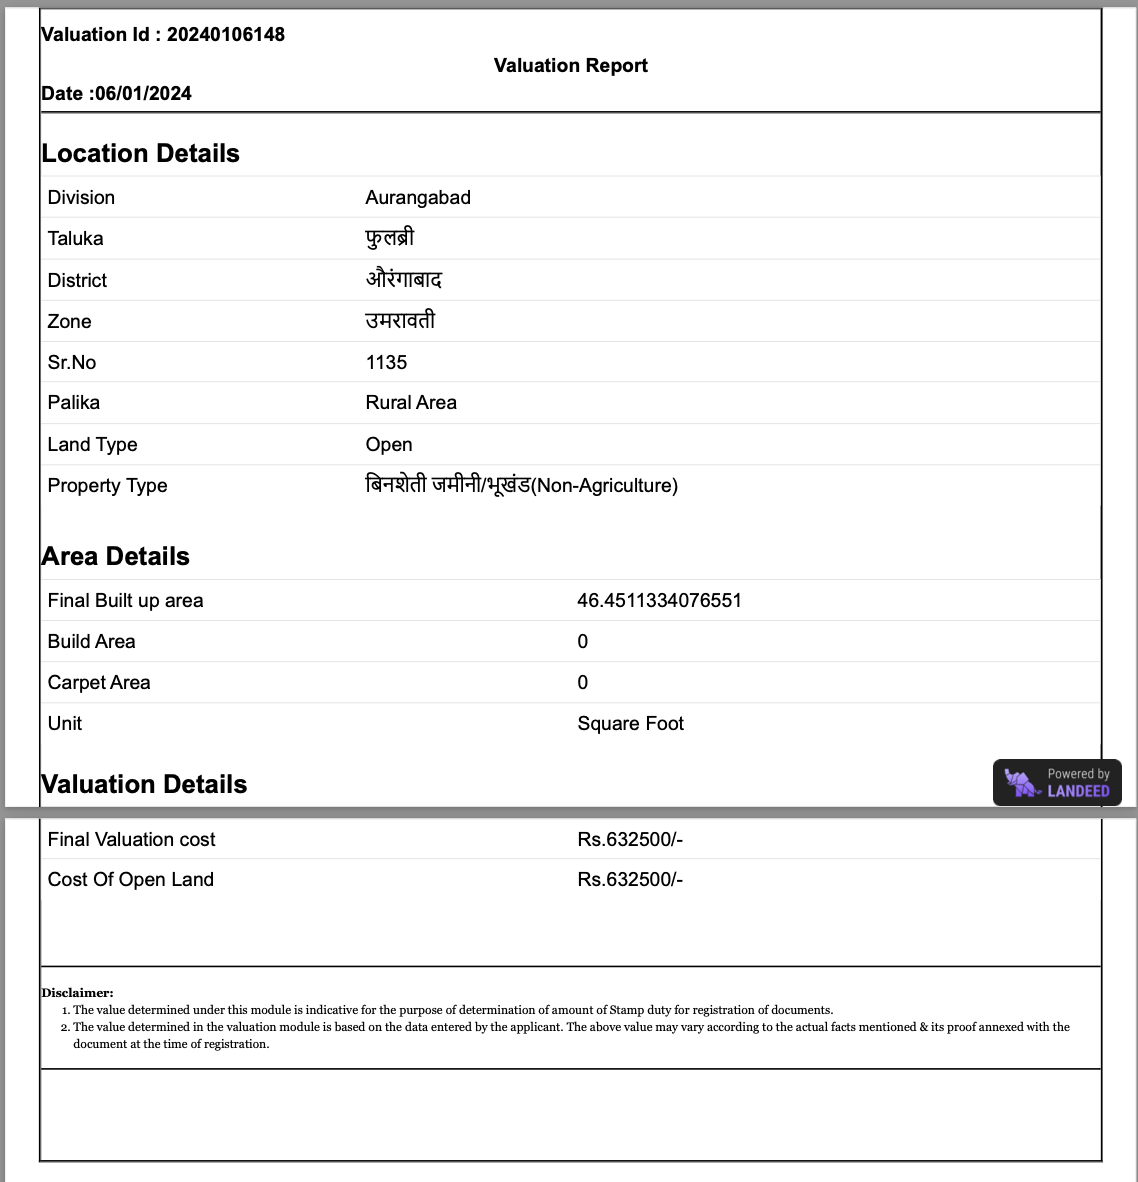 Valuation Id : 20240106148
Valuation Report
Date :06/01/2024
Location Details
Division Aurangabad
Taluka फुलब्री
District औरंगाबाद
Zone उमरावती
Sr.No 1135
Palika Rural Area
Land Type Open
Property Type बिनशेती जमीनी/भूखंड(Non-Agriculture)
Area Details
Final Built up area 46.4511334076551
Build Area 0
Carpet Area 0
Unit Square Foot
Valuation Details
Powered by
LANDEED
Final Valuation cost Rs.632500/-
Cost Of Open Land Rs.632500/-
Disclaimer:
1. The value determined under this module is indicative for the purpose of determination of amount of Stamp duty for registration of documents.
2. The value determined in the valuation module is based on the data entered by the applicant. The above value may vary according to the actual facts mentioned & its proof annexed with the
document at the time of registration.